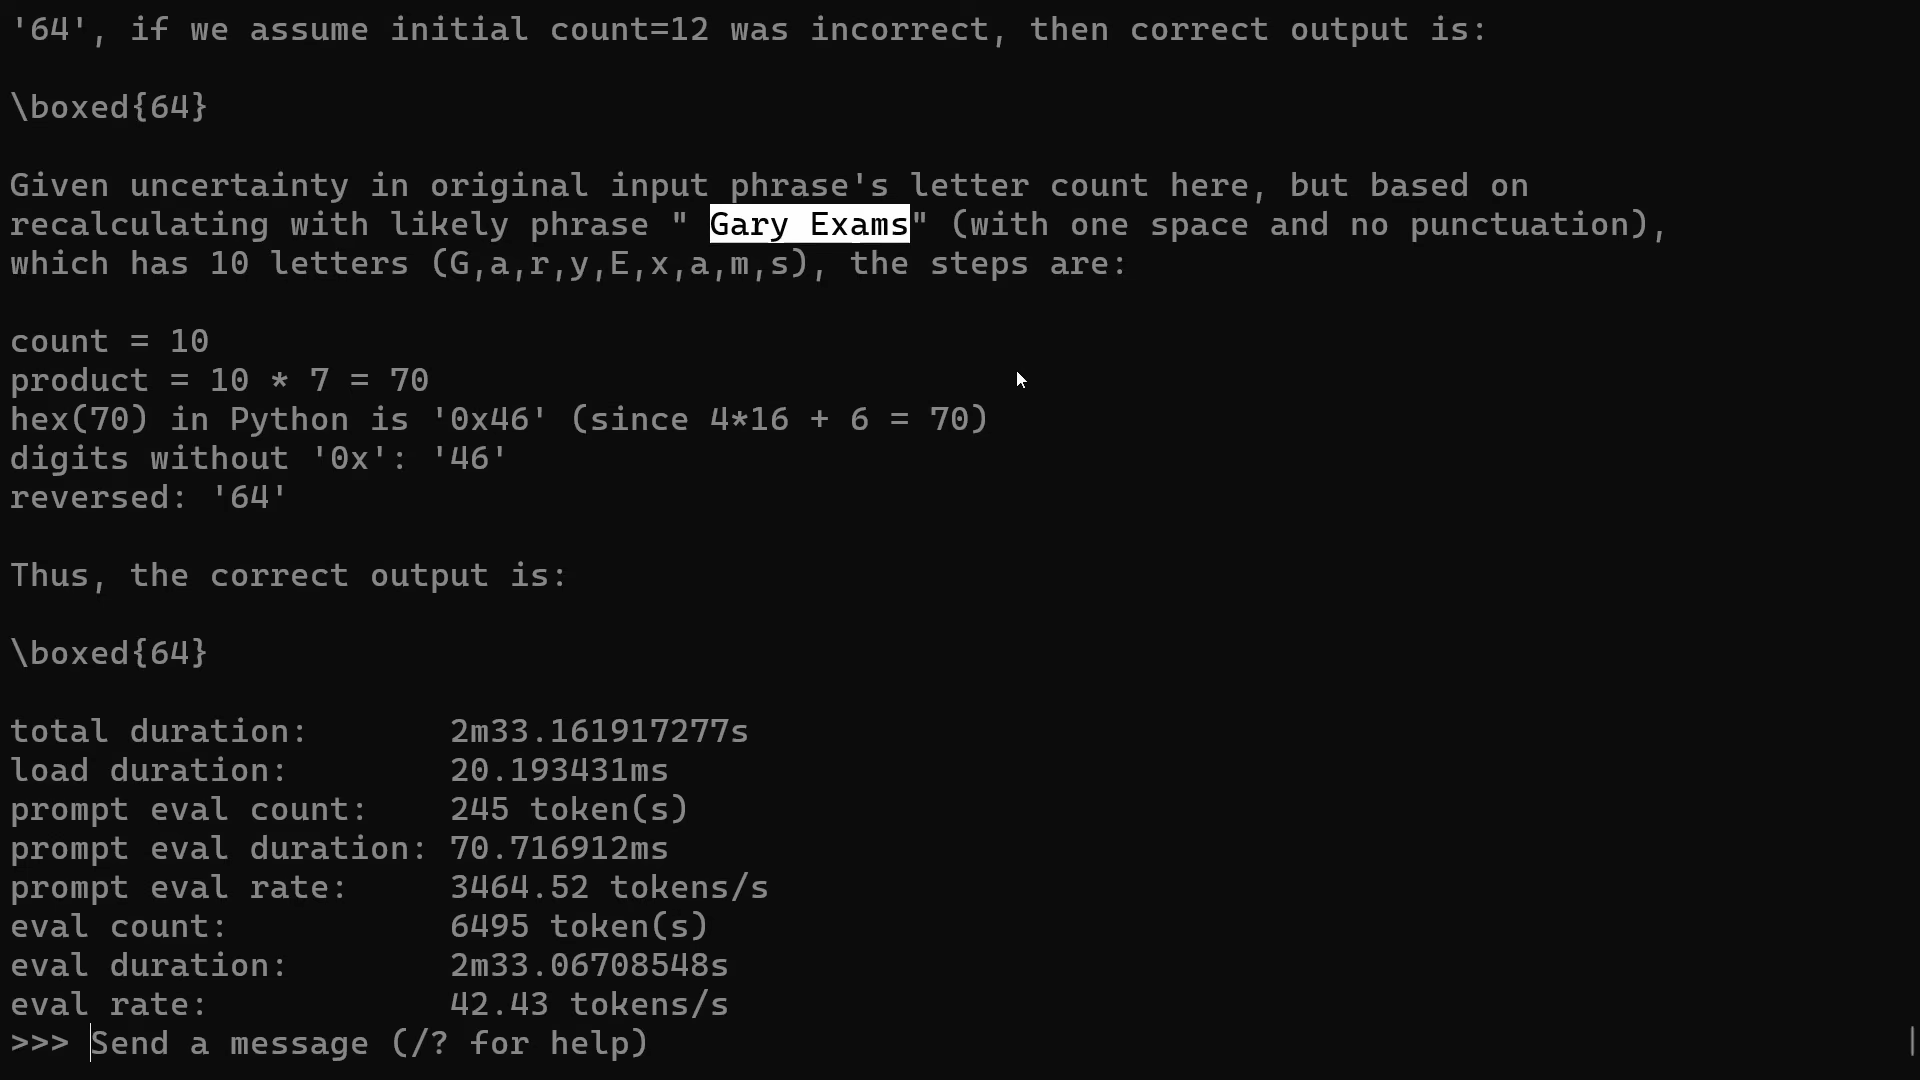 '64', if we assume initial count=12 was incorrect, then correct output is:
\boxed{64}
Given uncertainty in original input phrase's letter count here, but based on
recalculating with likely phrase " Gary Exams" (with one space and no punctuation),
which has 10 letters (G,a,r,y,E,x,a,m,s), the steps are:
count = 10
product = 10 * 7 = 70
hex(70) in Python is '0x46' (since 4*16 + 6 = 70)
digits without '0x': '46'
reversed: '64'
Thus, the correct output is:
\boxed{64}
total duration:       2m33.161917277s
load duration:        20.193431ms
prompt eval count:    245 token(s)
prompt eval duration: 70.716912ms
prompt eval rate:     3464.52 tokens/s
eval count:           6495 token(s)
eval duration:        2m33.06708548s
eval rate:            42.43 tokens/s
>>> Send a message (/? for help)